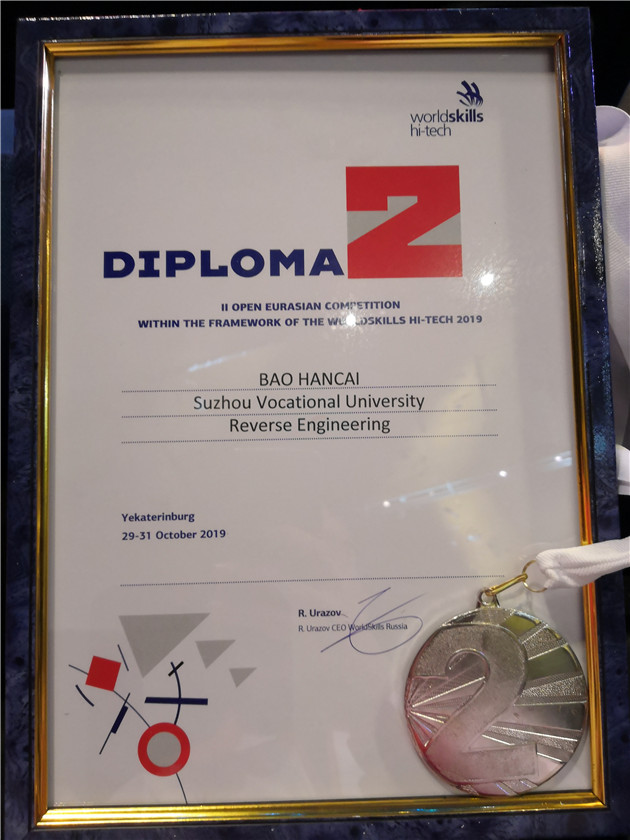 worldskills
hi-tech
DIPLOMA 2
II OPEN EURASIAN COMPETITION
WITHIN THE FRAMEWORK OF THE WORLDSKILLS HI-TECH 2019
BAO HANCAI
Suzhou Vocational University
Reverse Engineering
Yekaterinburg
29-31 October 2019
R. Urazov
R. Urazov CEO WorldSkills Russia
2